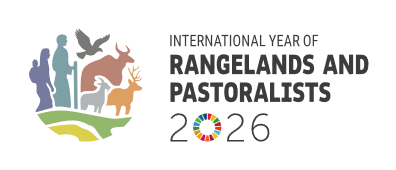 INTERNATIONAL YEAR OF
RANGELANDS AND
PASTORALISTS
2026